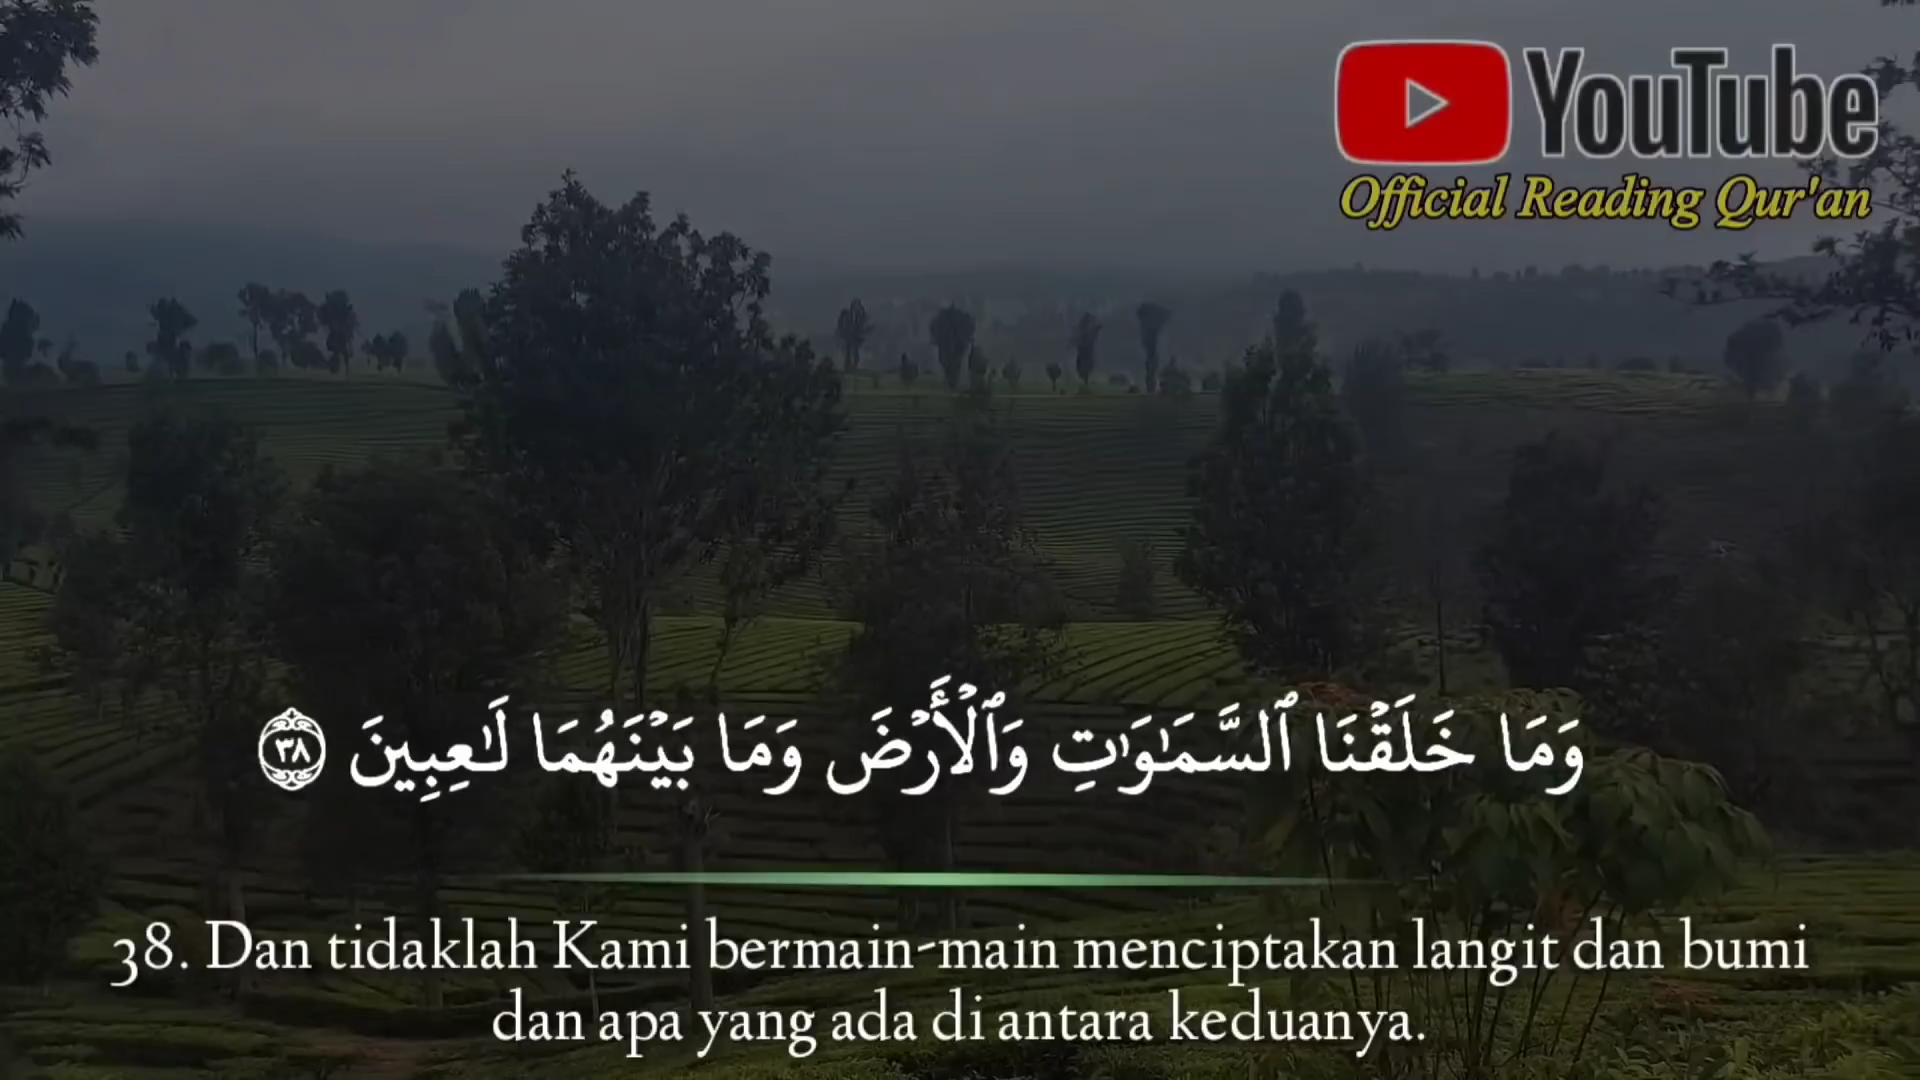 YouTube
Official Reading Qur'an
وَمَا خَلَقْنَا ٱلسَّمَـٰوَٰتِ وَٱلْأَرْضَ وَمَا بَيْنَهُمَا لَـٰعِبِينَ ٣٨
38. Dan tidaklah Kami bermain-main menciptakan langit dan bumi
dan apa yang ada di antara keduanya.